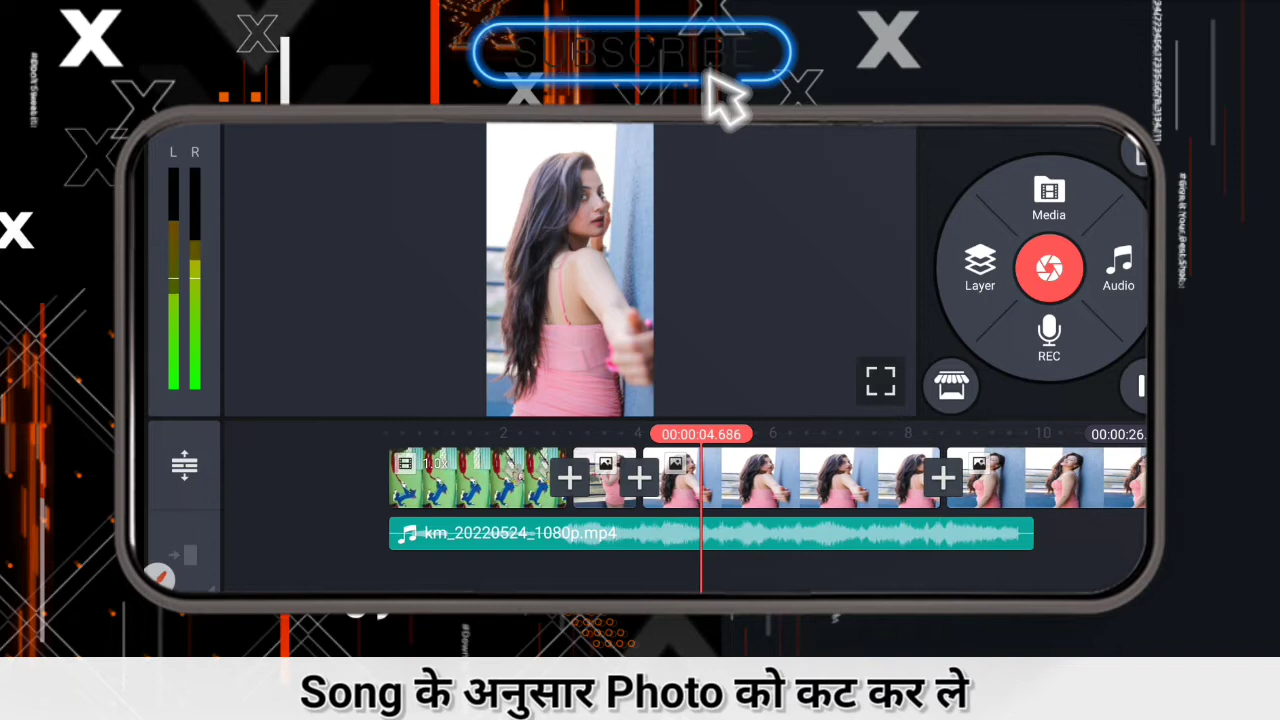 SUBSCRIBE
L R
Media
Layer
Audio
REC
2 4 6 8 10
00:00:04.686
00:00:26.
1.0x
km_20220524_1080p.mp4
Song के अनुसार Photo को कट कर ले